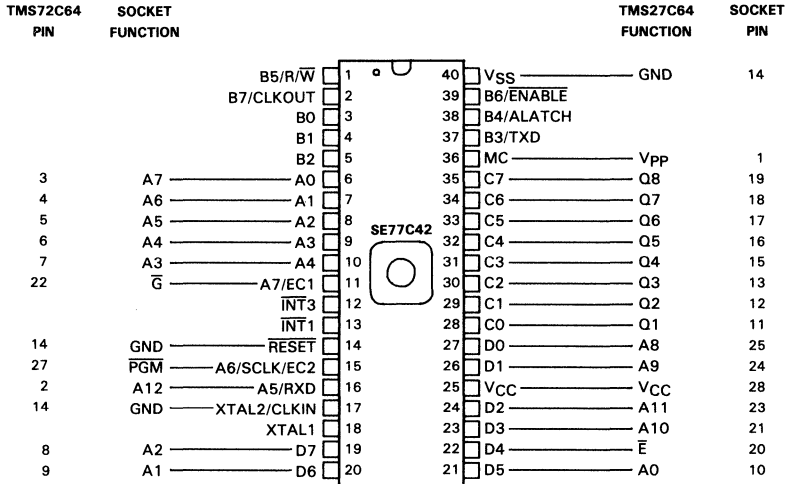 TMS72C64 SOCKET TMS27C64 SOCKET
PIN FUNCTION FUNCTION PIN
B5/R/W̅ 1 40 VSS GND 14
B7/CLKOUT 2 39 B6/E̅N̅A̅B̅L̅E̅
B0 3 38 B4/ALATCH
B1 4 37 B3/TXD
B2 5 36 MC VPP 1
3 A7 A0 6 35 C7 Q8 19
4 A6 A1 7 34 C6 Q7 18
5 A5 A2 8 33 C5 Q6 17
SE77C42
6 A4 A3 9 32 C4 Q5 16
7 A3 A4 10 31 C3 Q4 15
22 G̅ A7/EC1 11 30 C2 Q3 13
I̅N̅T̅3 12 29 C1 Q2 12
I̅N̅T̅1 13 28 C0 Q1 11
14 GND R̅E̅S̅E̅T̅ 14 27 D0 A8 25
27 P̅G̅M̅ A6/SCLK/EC2 15 26 D1 A9 24
2 A12 A5/RXD 16 25 VCC VCC 28
14 GND XTAL2/CLKIN 17 24 D2 A11 23
XTAL1 18 23 D3 A10 21
8 A2 D7 19 22 D4 E̅ 20
9 A1 D6 20 21 D5 A0 10